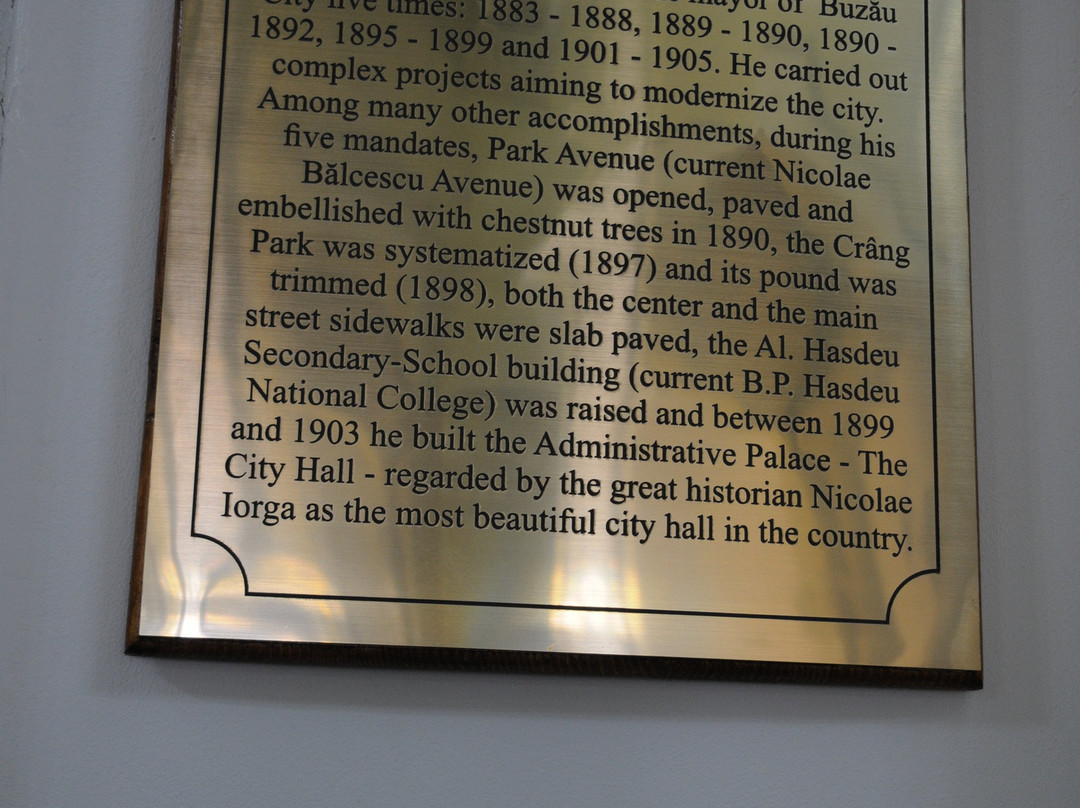 City five times: 1883 - 1888, 1889 - 1890, 1890 -
mayor of Buzău
1892, 1895 - 1899 and 1901 - 1905. He carried out
complex projects aiming to modernize the city.
Among many other accomplishments, during his
five mandates, Park Avenue (current Nicolae
Bălcescu Avenue) was opened, paved and
embellished with chestnut trees in 1890, the Crâng
Park was systematized (1897) and its pound was
trimmed (1898), both the center and the main
street sidewalks were slab paved, the Al. Hasdeu
Secondary-School building (current B.P. Hasdeu
National College) was raised and between 1899
and 1903 he built the Administrative Palace - The
City Hall - regarded by the great historian Nicolae
Iorga as the most beautiful city hall in the country.